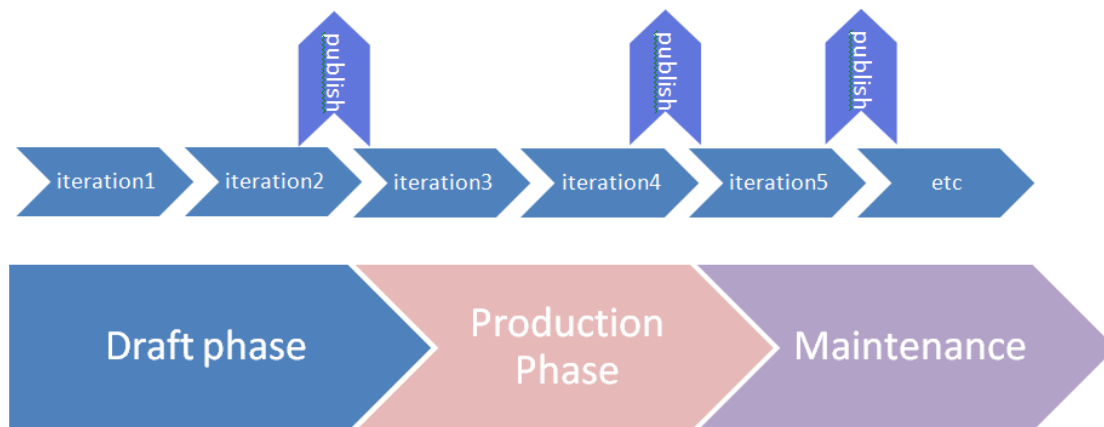 publish
publish
publish
iteration1
iteration2
iteration3
iteration4
iteration5
etc
Draft phase
Production
Phase
Maintenance